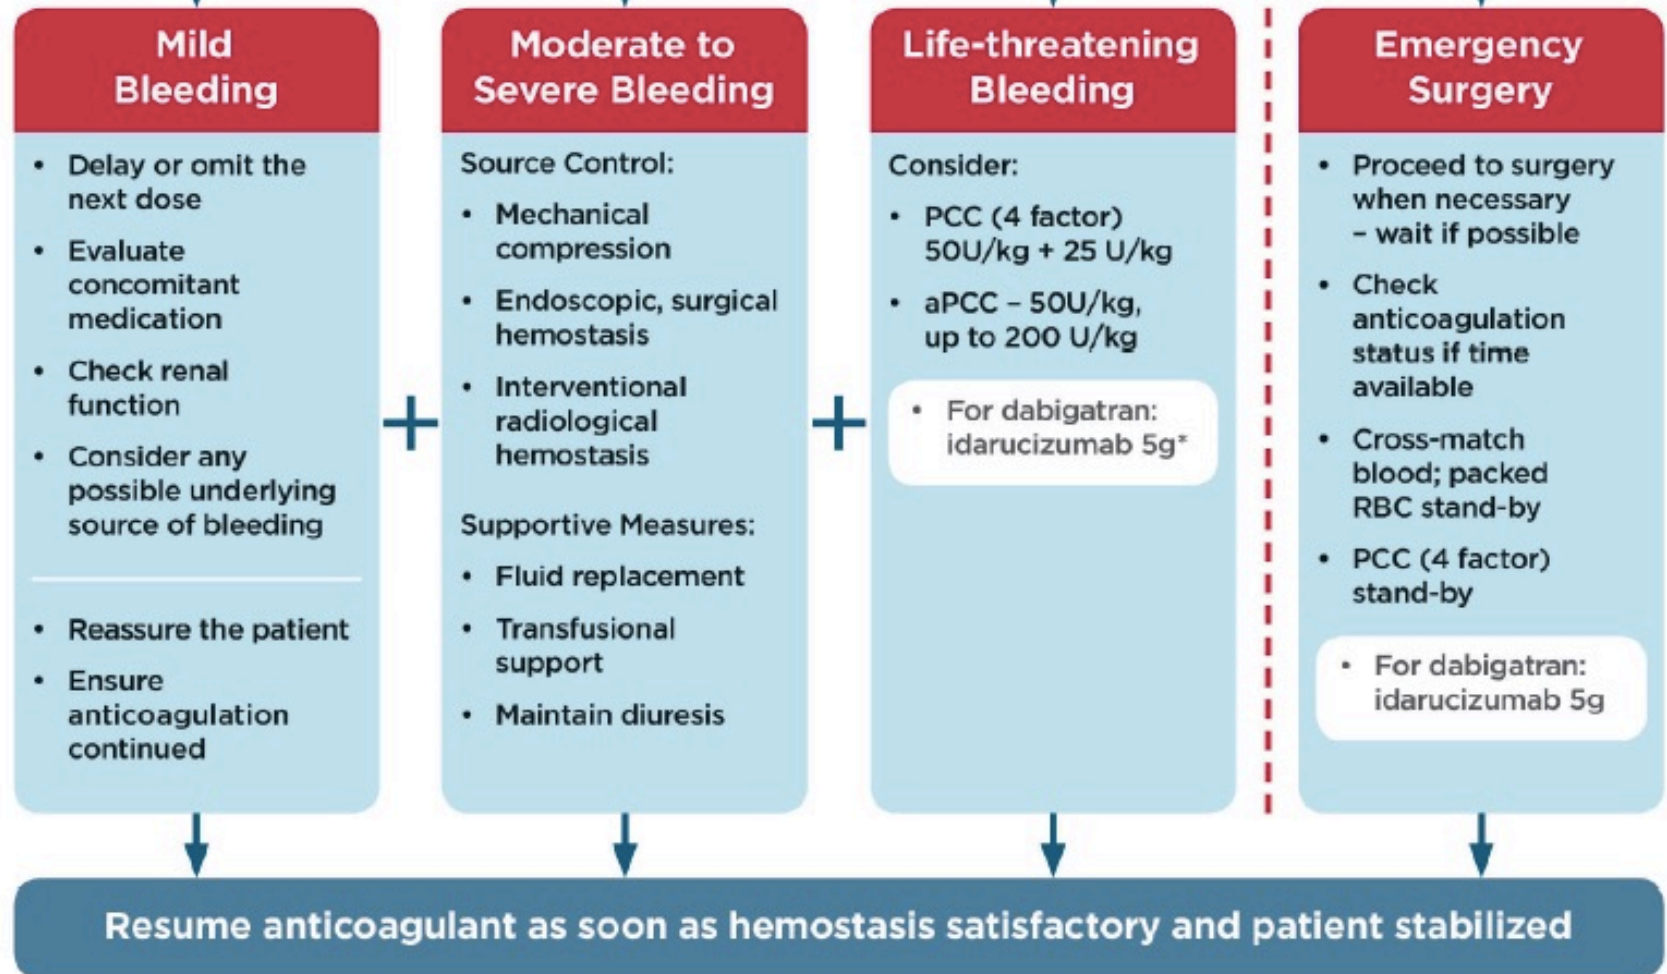 Mild
Bleeding
• Delay or omit the
next dose
• Evaluate
concomitant
medication
• Check renal
function
• Consider any
possible underlying
source of bleeding
• Reassure the patient
• Ensure
anticoagulation
continued
+
Moderate to
Severe Bleeding
Source Control:
• Mechanical
compression
• Endoscopic, surgical
hemostasis
• Interventional
radiological
hemostasis
Supportive Measures:
• Fluid replacement
• Transfusional
support
• Maintain diuresis
+
Life-threatening
Bleeding
Consider:
• PCC (4 factor)
50U/kg + 25 U/kg
• aPCC – 50U/kg,
up to 200 U/kg
• For dabigatran:
idarucizumab 5g*
Emergency
Surgery
• Proceed to surgery
when necessary
– wait if possible
• Check
anticoagulation
status if time
available
• Cross-match
blood; packed
RBC stand-by
• PCC (4 factor)
stand-by
• For dabigatran:
idarucizumab 5g
Resume anticoagulant as soon as hemostasis satisfactory and patient stabilized